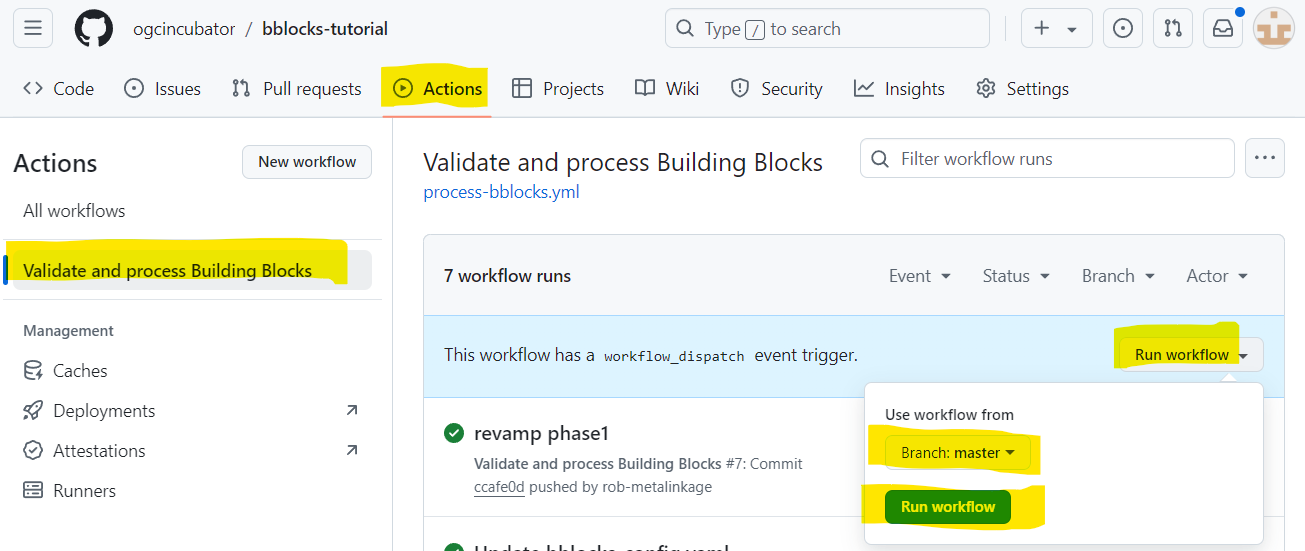 ogcincubator / bblocks-tutorial
Type / to search
Code Issues Pull requests Actions Projects Wiki Security Insights Settings
Actions
New workflow
All workflows
Validate and process Building Blocks
Management
Caches
Deployments
Attestations
Runners
Validate and process Building Blocks
process-bblocks.yml
Filter workflow runs
7 workflow runs
Event Status Branch Actor
This workflow has a workflow_dispatch event trigger.
Run workflow
Use workflow from
Branch: master
Run workflow
revamp phase1
Validate and process Building Blocks #7: Commit
ccafe0d pushed by rob-metalinkage
Update bblocks-config.yaml